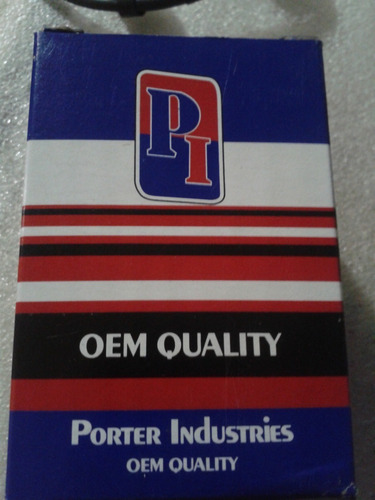 PI
OEM QUALITY
Porter Industries
OEM QUALITY